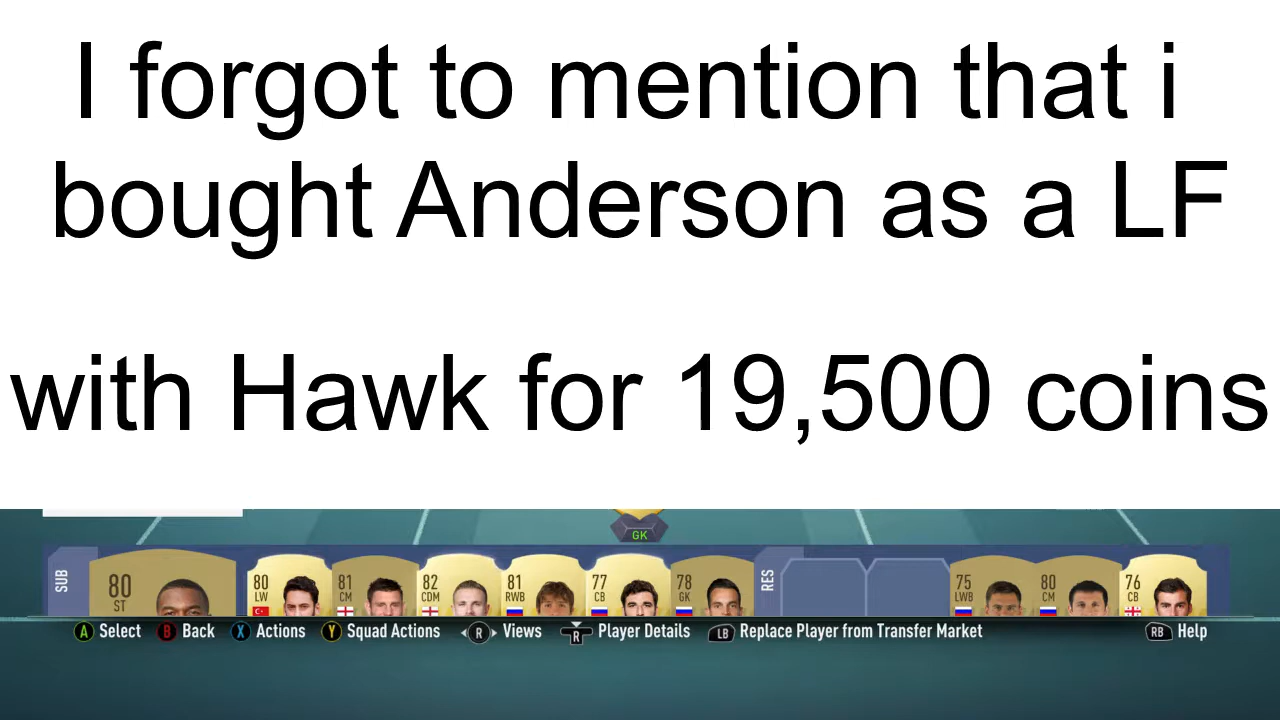 I forgot to mention that i
bought Anderson as a LF
with Hawk for 19,500 coins
GK
SUB
80
ST
80
LW
81
CM
82
CDM
81
RWB
77
CB
78
GK
RES
75
80
CM
76
CB
A Select B Back X Actions Y Squad Actions R Views R Player Details LB Replace Player from Transfer Market RB Help